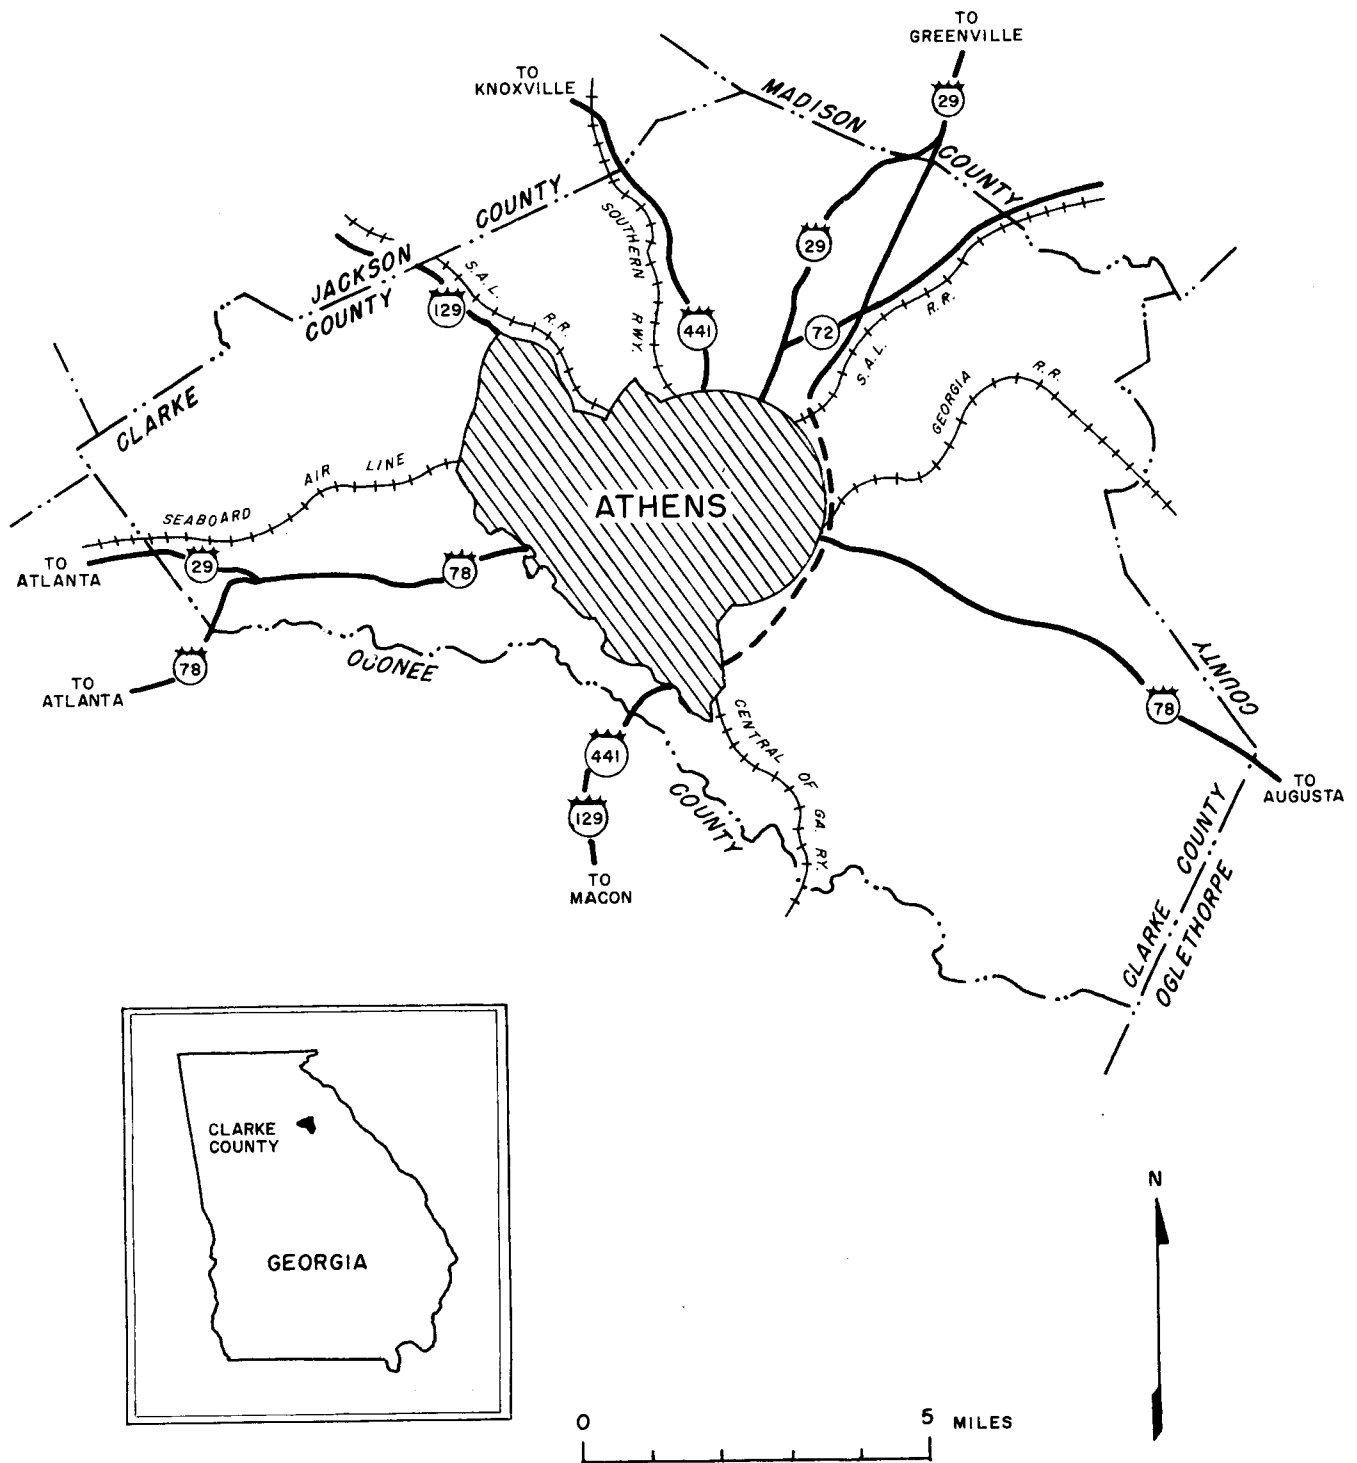 TO
GREENVILLE
29
TO
KNOXVILLE
MADISON
COUNTY
JACKSON COUNTY
CLARKE COUNTY
SOUTHERN RWY.
S.A.L. R.R.
129
441
29
72
S.A.L. R.R.
GEORGIA R.R.
SEABOARD AIR LINE
ATHENS
TO
ATLANTA
29
78
TO
ATLANTA
78
OCONEE
COUNTY
441
129
TO
MACON
CENTRAL OF GA. RY.
COUNTY
78
TO
AUGUSTA
CLARKE COUNTY
OGLETHORPE
CLARKE
COUNTY
GEORGIA
N
0 5 MILES